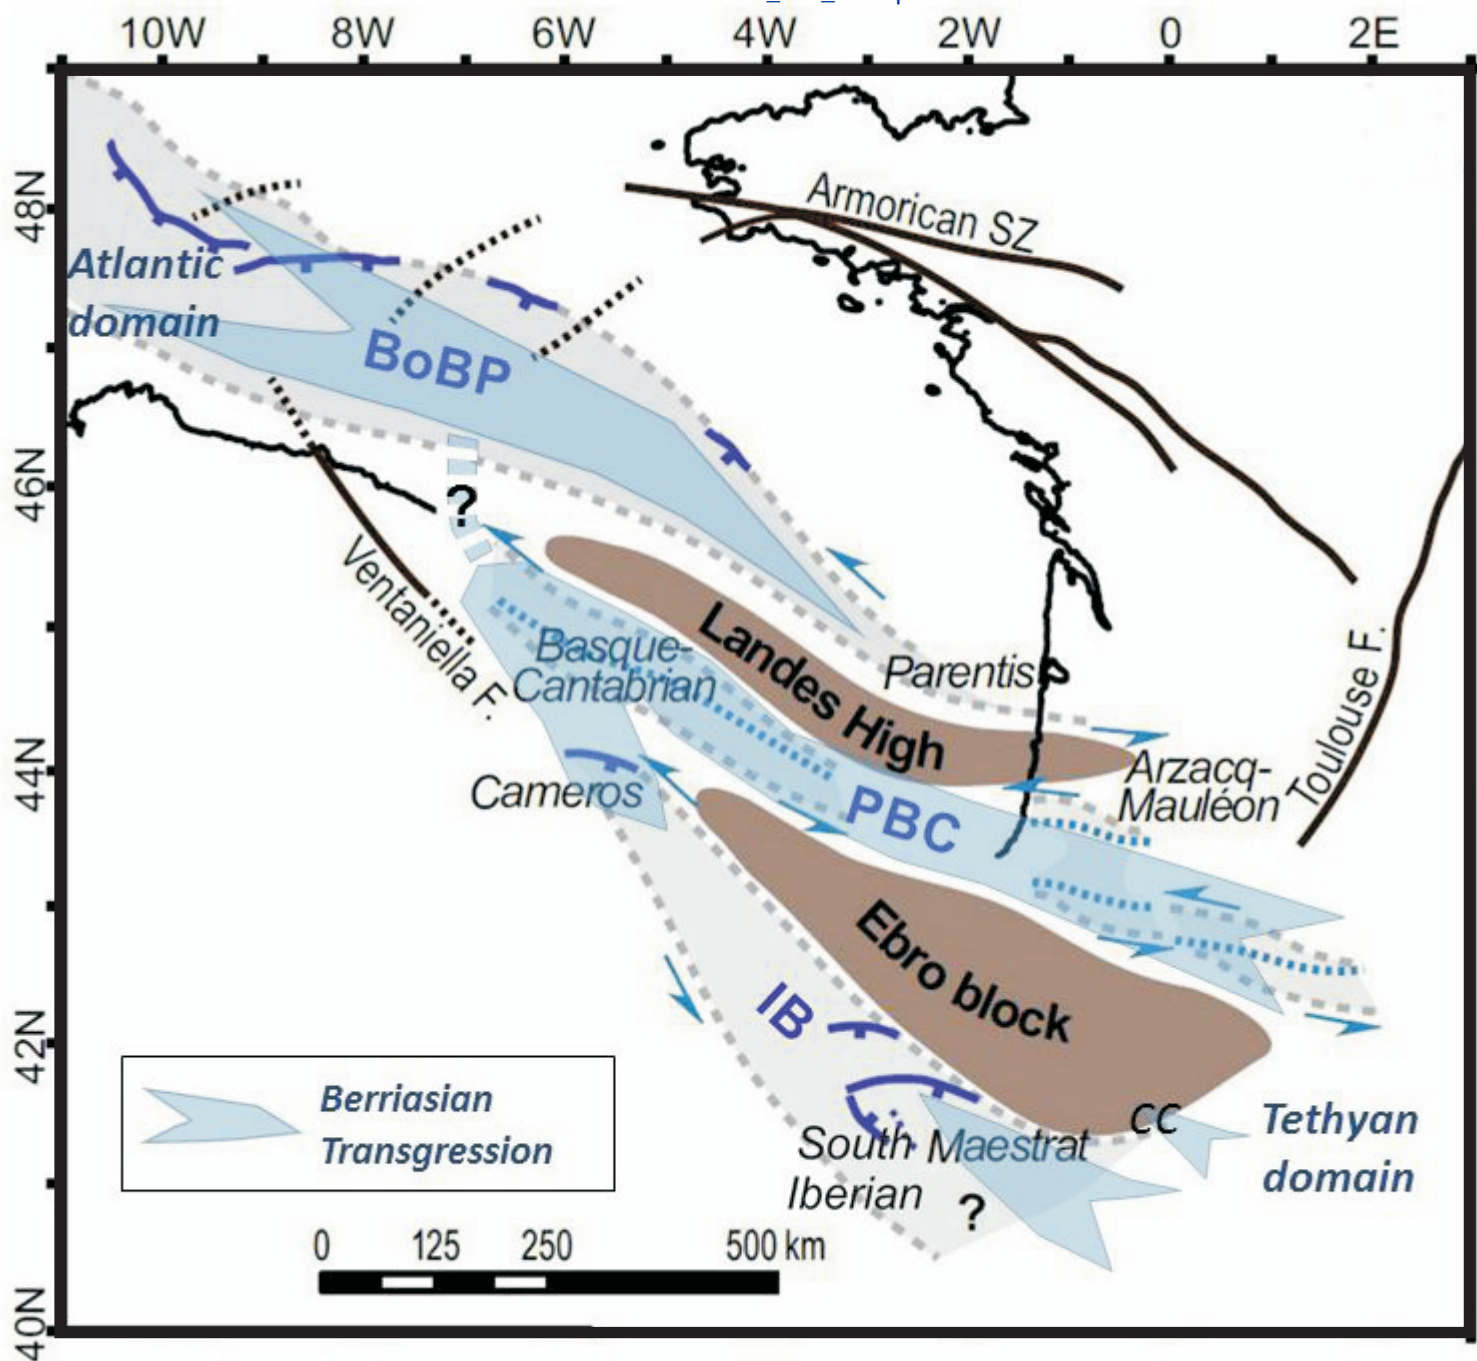 10W 8W 6W 4W 2W 0 2E
48N
46N
44N
42N
40N
Armorican SZ
Atlantic
domain
BoBP
?
Ventaniella F.
Basque-
Cantabrian
Landes High
Parentis
Toulouse F.
Arzacq-
Mauléon
Cameros
PBC
Ebro block
IB
CC
South
Iberian
Maestrat
?
Tethyan
domain
Berriasian
Transgression
0 125 250 500 km